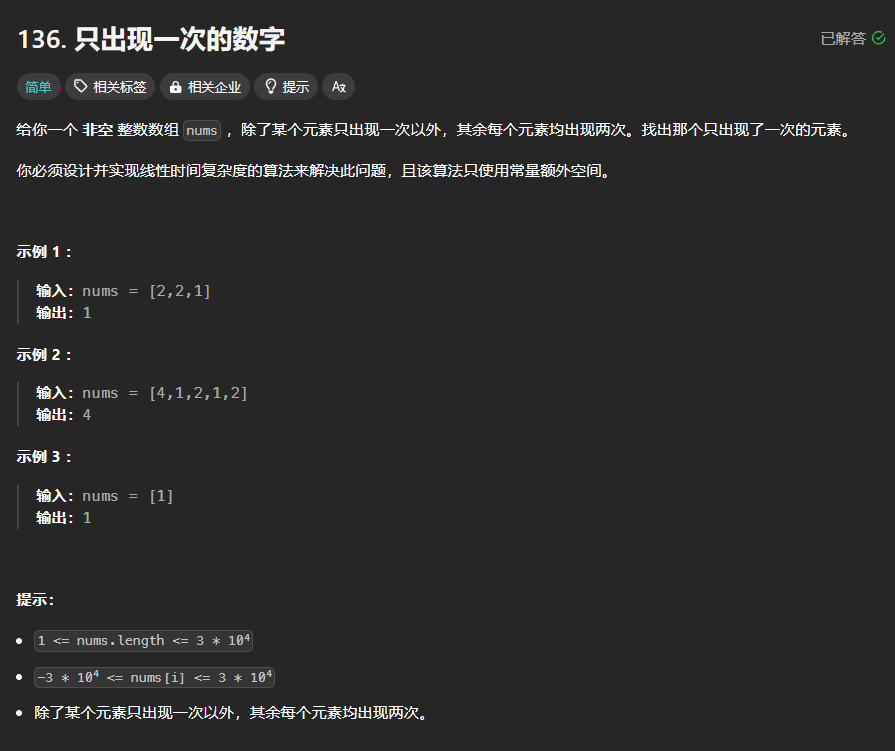 136. 只出现一次的数字
已解答
简单 相关标签 相关企业 提示 Az
给你一个 非空 整数数组 nums ，除了某个元素只出现一次以外，其余每个元素均出现两次。找出那个只出现了一次的元素。
你必须设计并实现线性时间复杂度的算法来解决此问题，且该算法只使用常量额外空间。
示例 1 ：
输入：nums = [2,2,1]
输出：1
示例 2 ：
输入：nums = [4,1,2,1,2]
输出：4
示例 3 ：
输入：nums = [1]
输出：1
提示：
• 1 <= nums.length <= 3 * 10⁴
• -3 * 10⁴ <= nums[i] <= 3 * 10⁴
• 除了某个元素只出现一次以外，其余每个元素均出现两次。